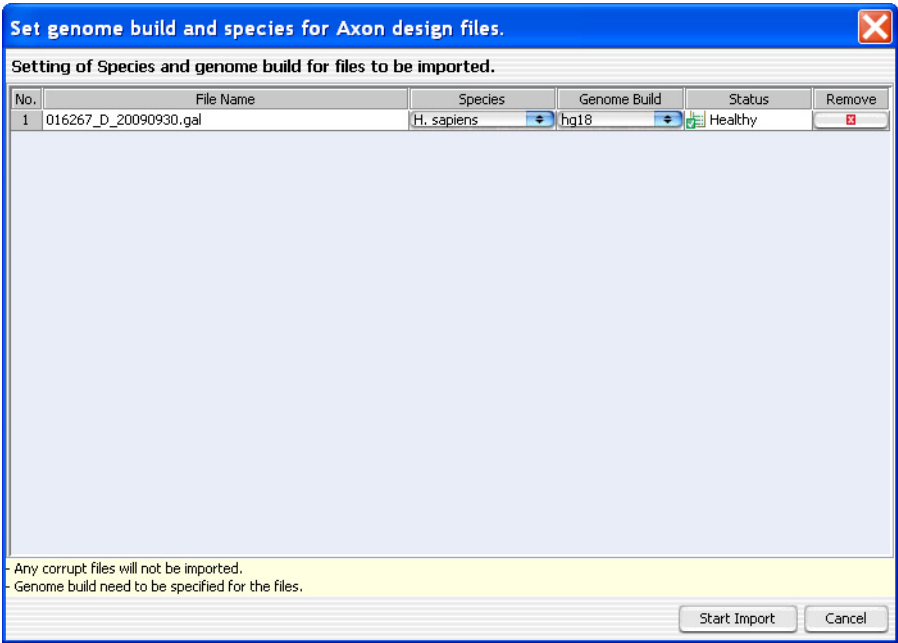 Set genome build and species for Axon design files.
Setting of Species and genome build for files to be imported.
No. File Name Species Genome Build Status Remove
1 016267_D_20090930.gal H. sapiens hg18 Healthy
- Any corrupt files will not be imported.
- Genome build need to be specified for the files.
Start Import Cancel